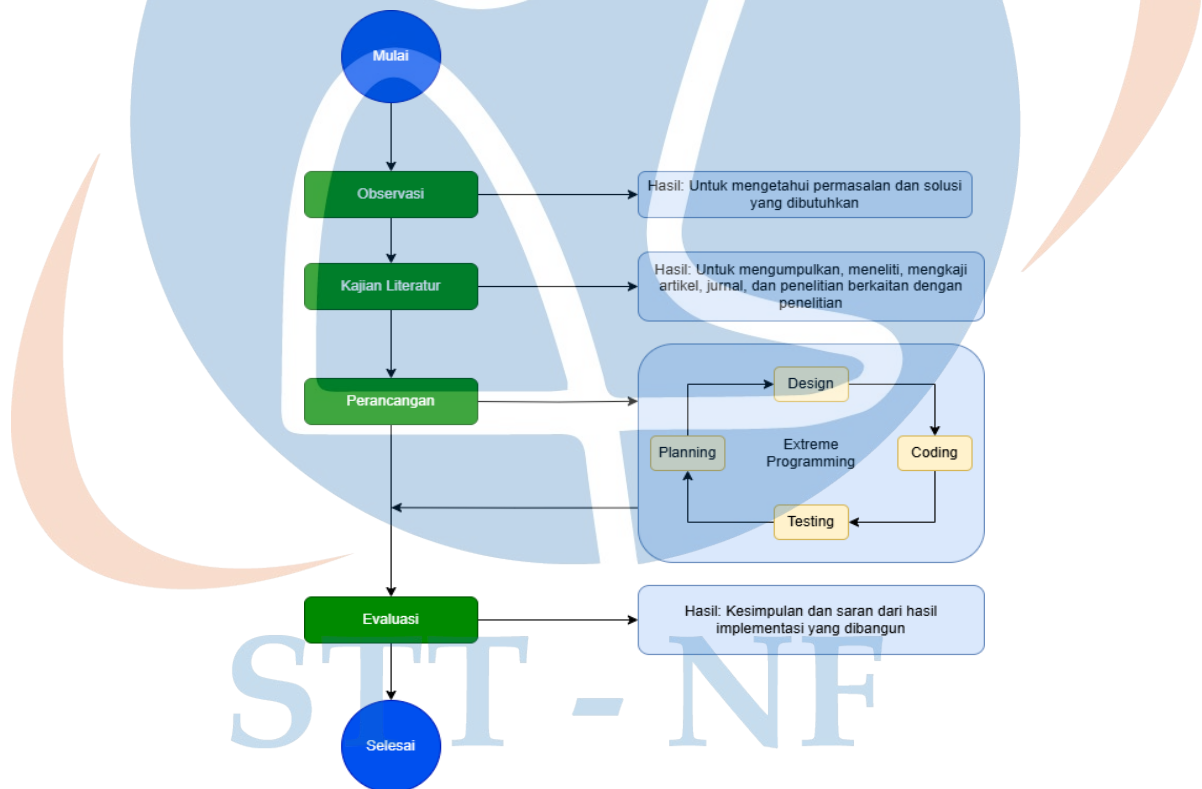 Mulai
Observasi
Hasil: Untuk mengetahui permasalan dan solusi
yang dibutuhkan
Kajian Literatur
Hasil: Untuk mengumpulkan, meneliti, mengkaji
artikel, jurnal, dan penelitian berkaitan dengan
penelitian
Perancangan
Design
Planning
Extreme
Programming
Coding
Testing
Evaluasi
Hasil: Kesimpulan dan saran dari hasil
implementasi yang dibangun
STT - NF
Selesai